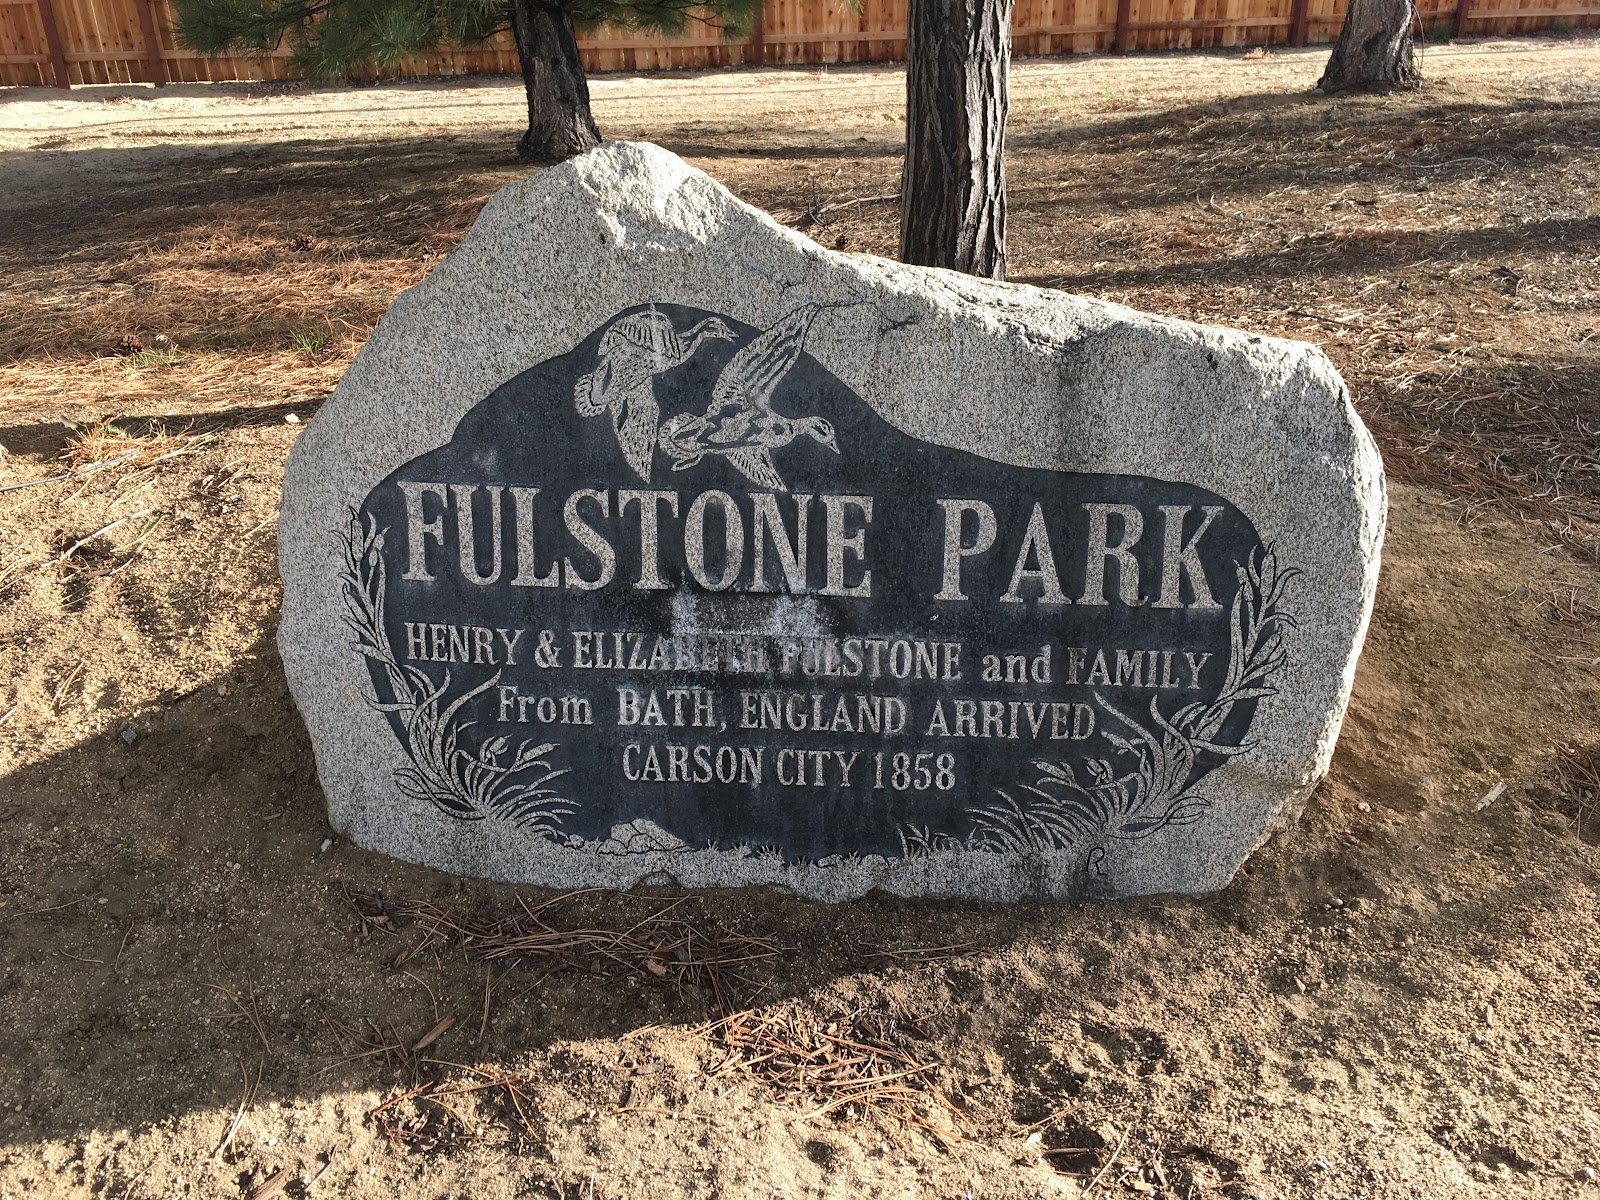 FULSTONE PARK
HENRY & ELIZABETH FULSTONE and FAMILY
From BATH, ENGLAND ARRIVED
CARSON CITY 1858
R